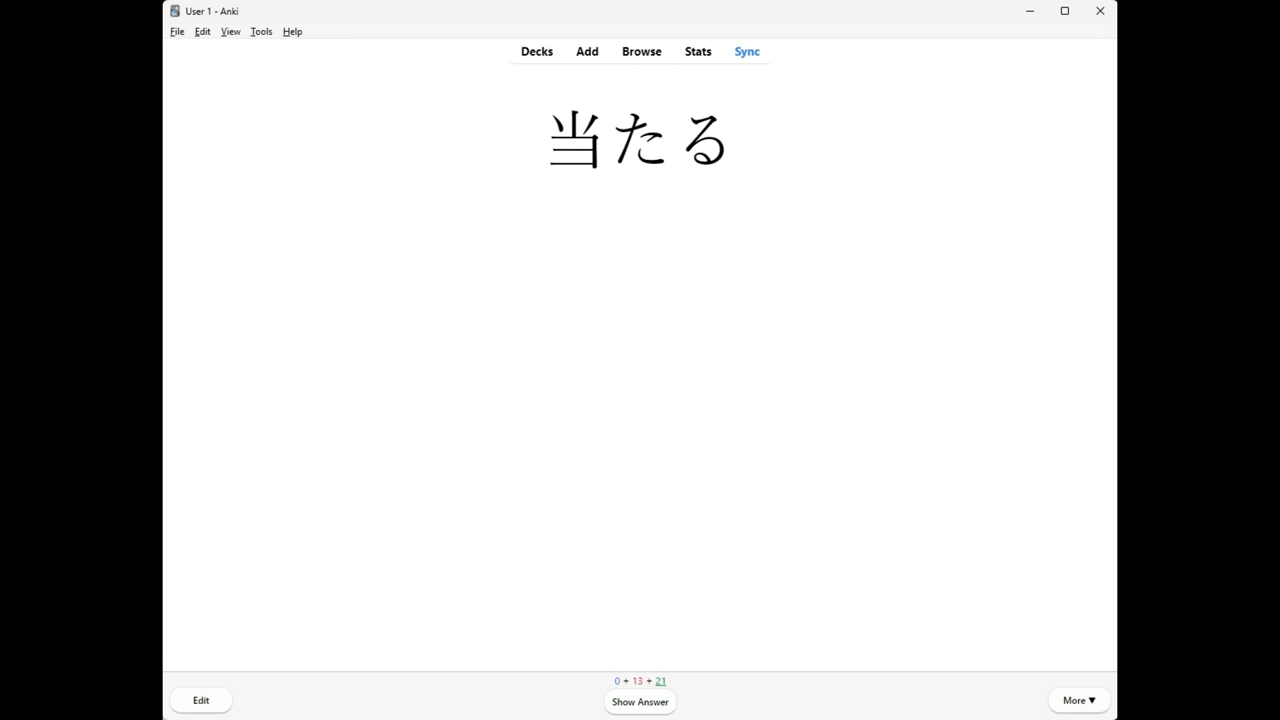 User 1 - Anki
File Edit View Tools Help
Decks Add Browse Stats Sync
当たる
0 + 13 + 21
Edit Show Answer More ▼